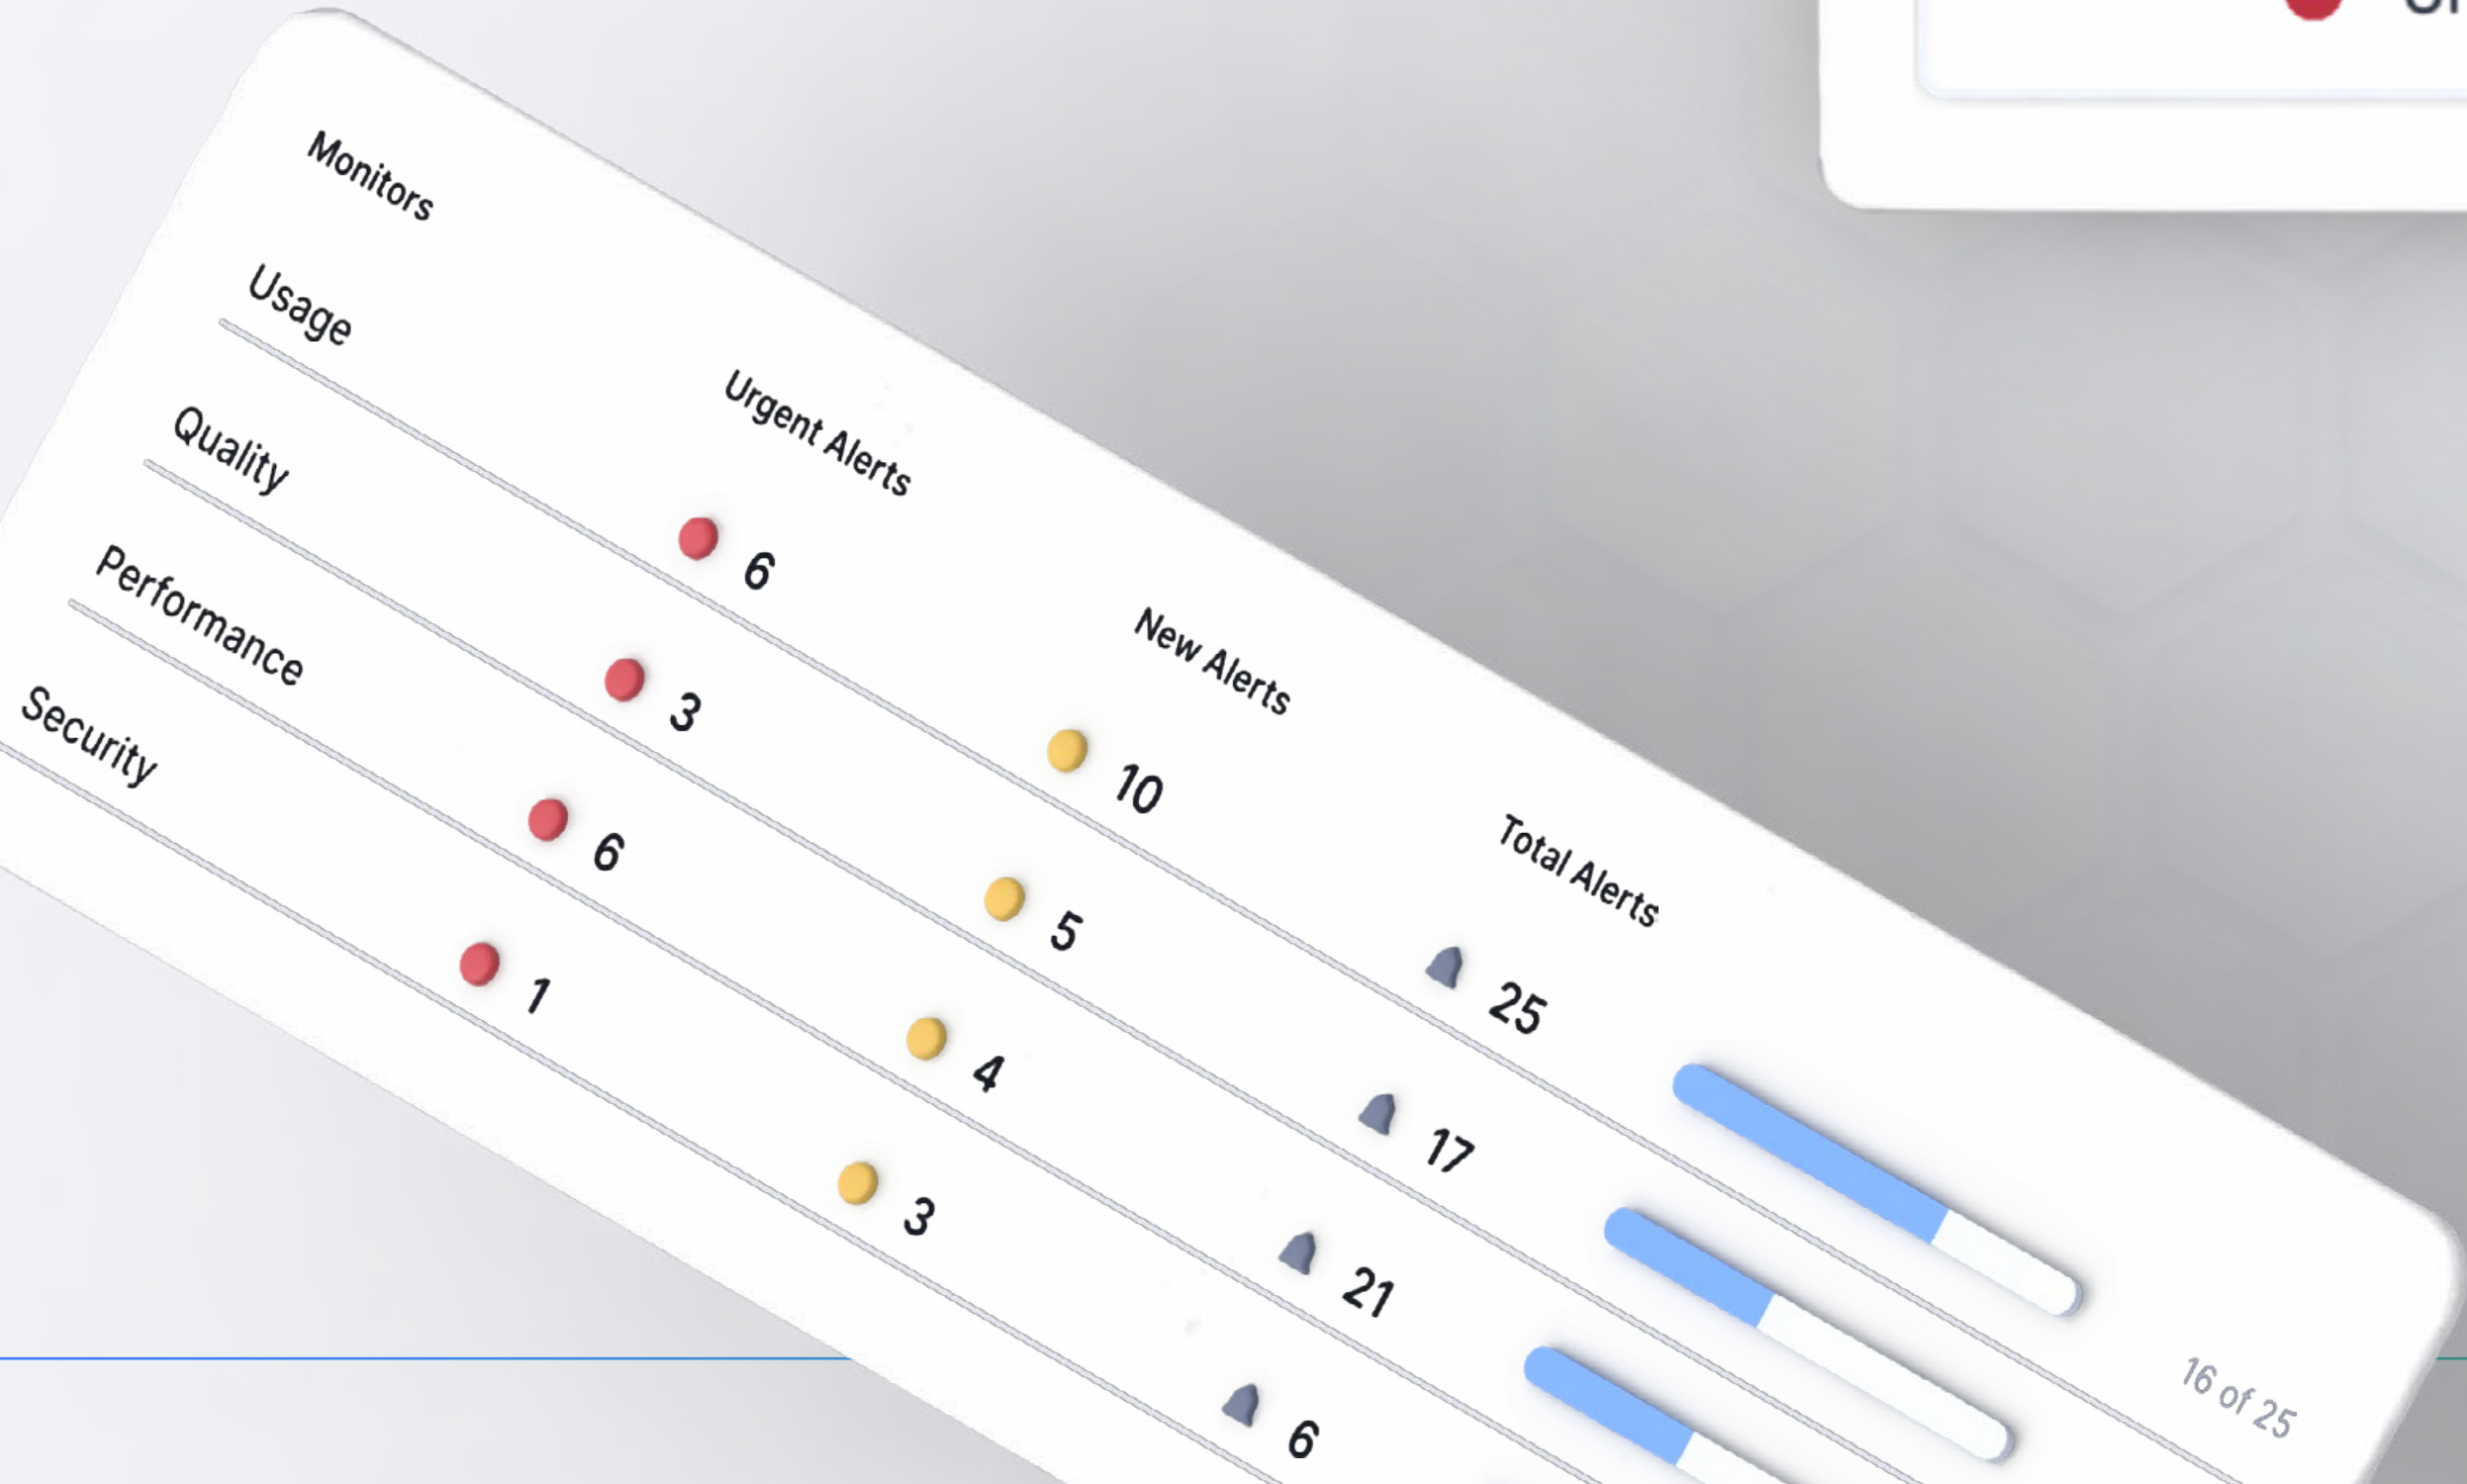 Monitors Urgent Alerts New Alerts Total Alerts
Usage 6 10 25 16 of 25
Quality 3 5 17
Performance 6 4 21
Security 1 3 6